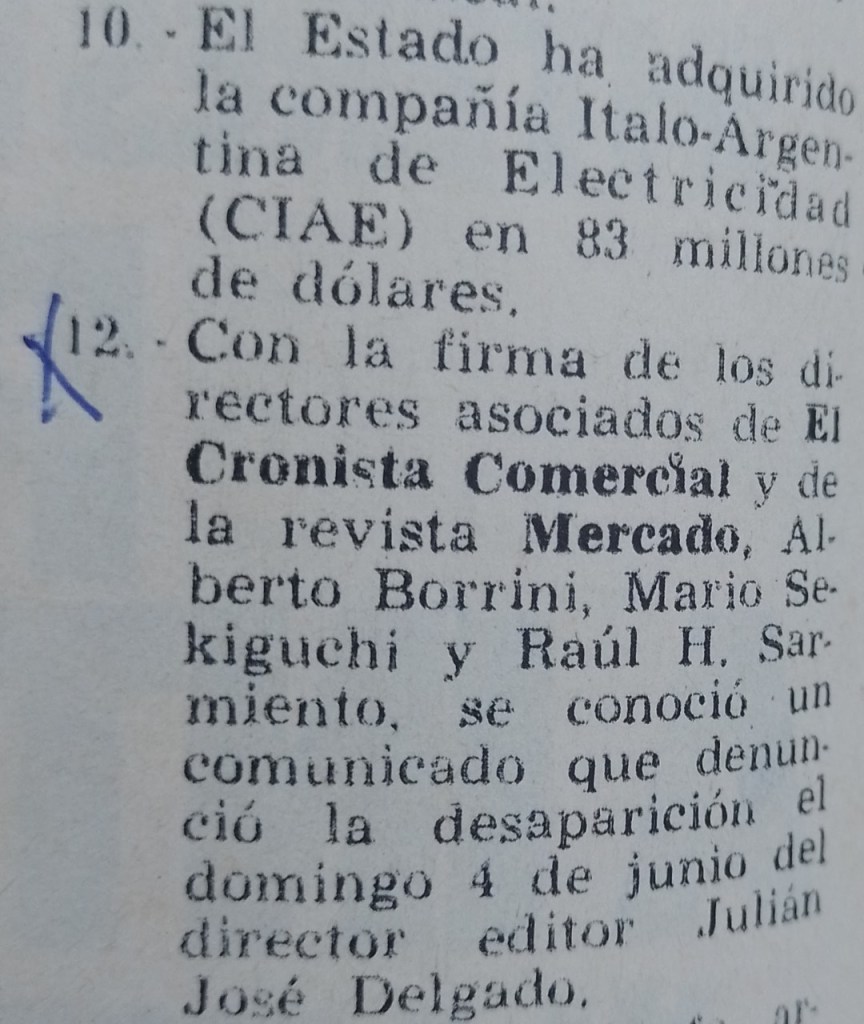 10. - El Estado ha adquirido
la compañía Italo-Argen-
tina de Electricidad
(CIAE) en 83 millones
de dólares.
12. - Con la firma de los di-
rectores asociados de El
Cronista Comercial y de
la revista Mercado, Al-
berto Borrini, Mario Se-
kiguchi y Raúl H. Sar-
miento, se conoció un
comunicado que denun-
ció la desaparición el
domingo 4 de junio del
director editor Julián
José Delgado.